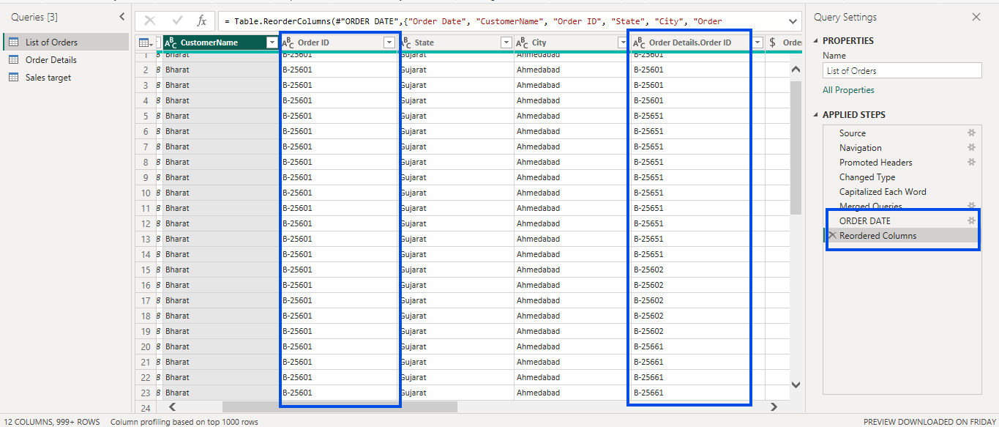 Queries [3]
List of Orders
Order Details
Sales target
fx
= Table.ReorderColumns(#"ORDER DATE",{"Order Date", "CustomerName", "Order ID", "State", "City", "Order
CustomerName Order ID State City Order Details.Order ID $ Orde
1 8 Bharat B-25601 Gujarat Ahmedabad B-25601
2 8 Bharat B-25601 Gujarat Ahmedabad B-25601
3 8 Bharat B-25601 Gujarat Ahmedabad B-25601
4 8 Bharat B-25601 Gujarat Ahmedabad B-25601
5 8 Bharat B-25601 Gujarat Ahmedabad B-25651
6 8 Bharat B-25601 Gujarat Ahmedabad B-25651
7 8 Bharat B-25601 Gujarat Ahmedabad B-25651
8 8 Bharat B-25601 Gujarat Ahmedabad B-25651
9 8 Bharat B-25601 Gujarat Ahmedabad B-25651
10 8 Bharat B-25601 Gujarat Ahmedabad B-25651
11 8 Bharat B-25601 Gujarat Ahmedabad B-25651
12 8 Bharat B-25601 Gujarat Ahmedabad B-25651
13 8 Bharat B-25601 Gujarat Ahmedabad B-25651
14 8 Bharat B-25601 Gujarat Ahmedabad B-25651
15 8 Bharat B-25601 Gujarat Ahmedabad B-25602
16 8 Bharat B-25601 Gujarat Ahmedabad B-25602
17 8 Bharat B-25601 Gujarat Ahmedabad B-25602
18 8 Bharat B-25601 Gujarat Ahmedabad B-25602
19 8 Bharat B-25601 Gujarat Ahmedabad B-25602
20 8 Bharat B-25601 Gujarat Ahmedabad B-25661
21 8 Bharat B-25601 Gujarat Ahmedabad B-25661
22 8 Bharat B-25601 Gujarat Ahmedabad B-25661
23 8 Bharat B-25601 Gujarat Ahmedabad B-25661
24
Query Settings
PROPERTIES
Name
List of Orders
All Properties
APPLIED STEPS
Source
Navigation
Promoted Headers
Changed Type
Capitalized Each Word
Merged Queries
ORDER DATE
Reordered Columns
12 COLUMNS, 999+ ROWS Column profiling based on top 1000 rows
PREVIEW DOWNLOADED ON FRIDAY